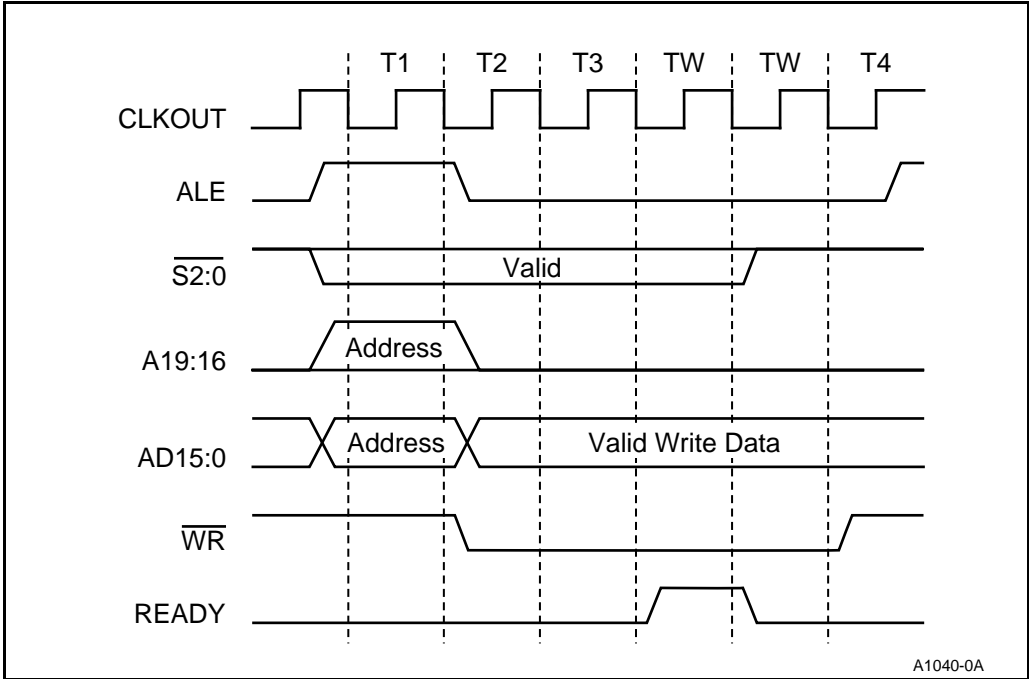 T1 T2 T3 TW TW T4
CLKOUT
ALE
S2:0 Valid
A19:16 Address
AD15:0 Address Valid Write Data
WR
READY
A1040-0A